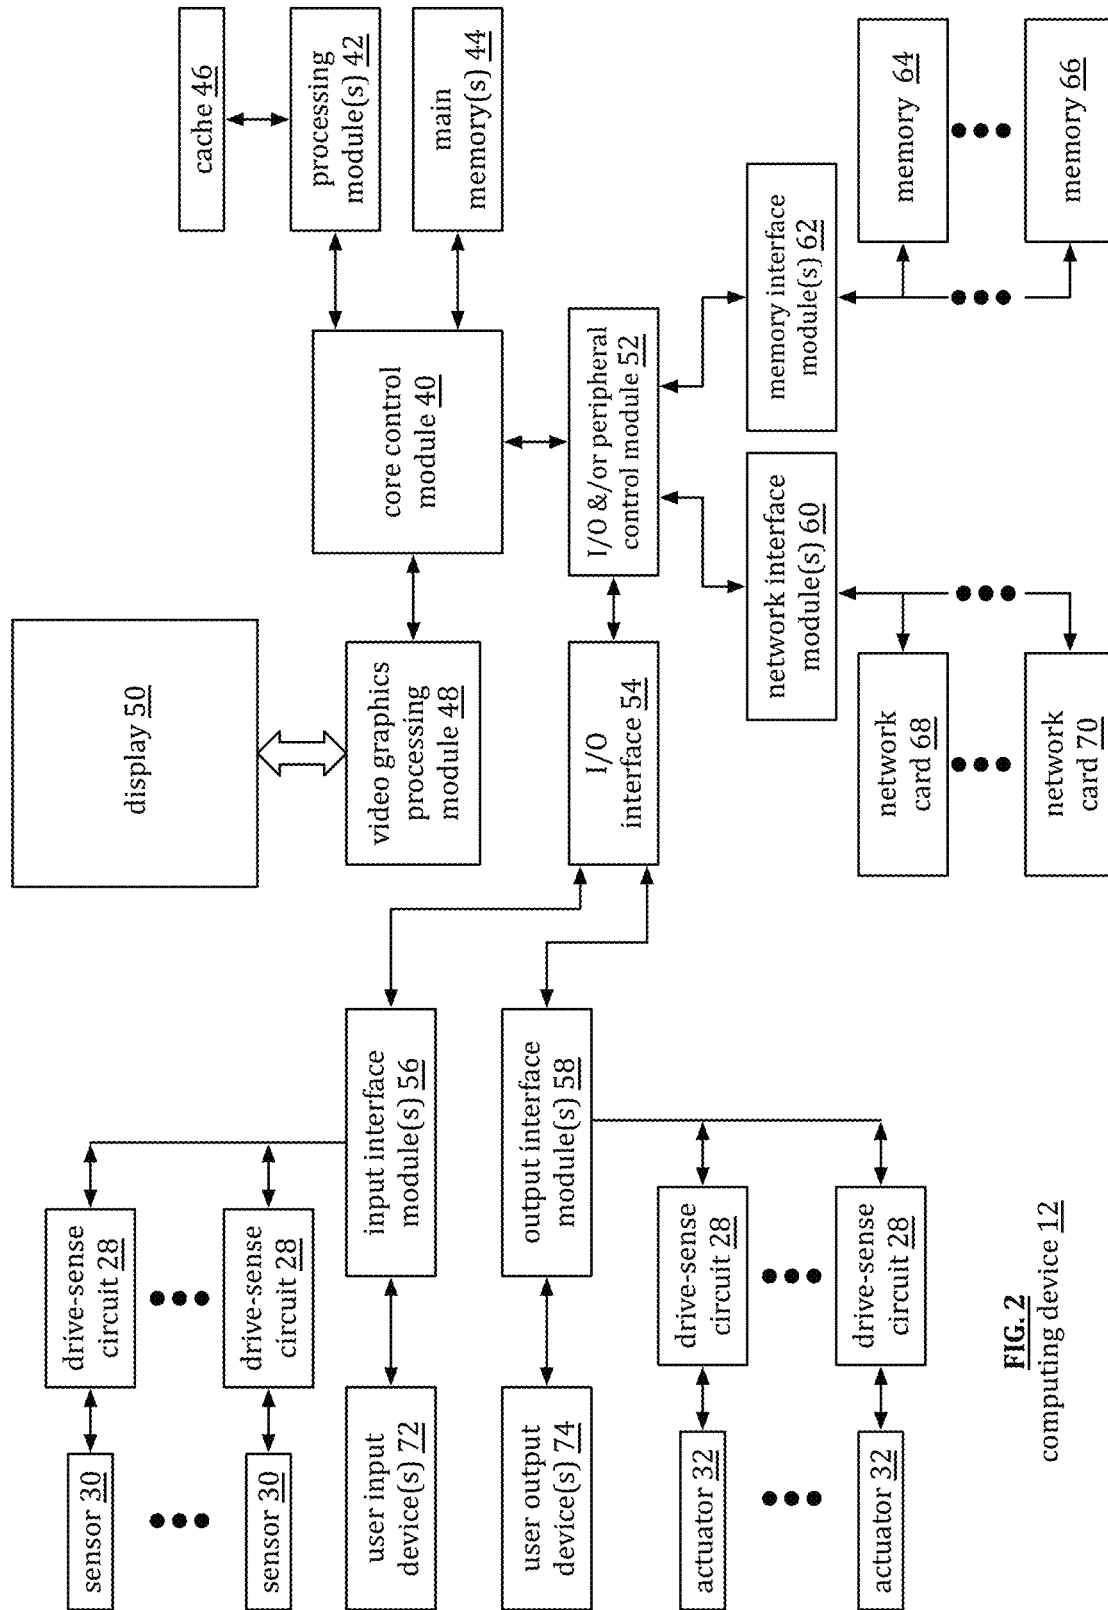 sensor 30
drive-sense
circuit 28
sensor 30
drive-sense
circuit 28
display 50
cache 46
user input
device(s) 72
input interface
module(s) 56
video graphics
processing
module 48
core control
module 40
processing
module(s) 42
main
memory(s) 44
user output
device(s) 74
output interface
module(s) 58
I/O
interface 54
I/O &/or peripheral
control module 52
actuator 32
drive-sense
circuit 28
network interface
module(s) 60
memory interface
module(s) 62
actuator 32
drive-sense
circuit 28
network
card 68
memory 64
network
card 70
memory 66
FIG. 2
computing device 12